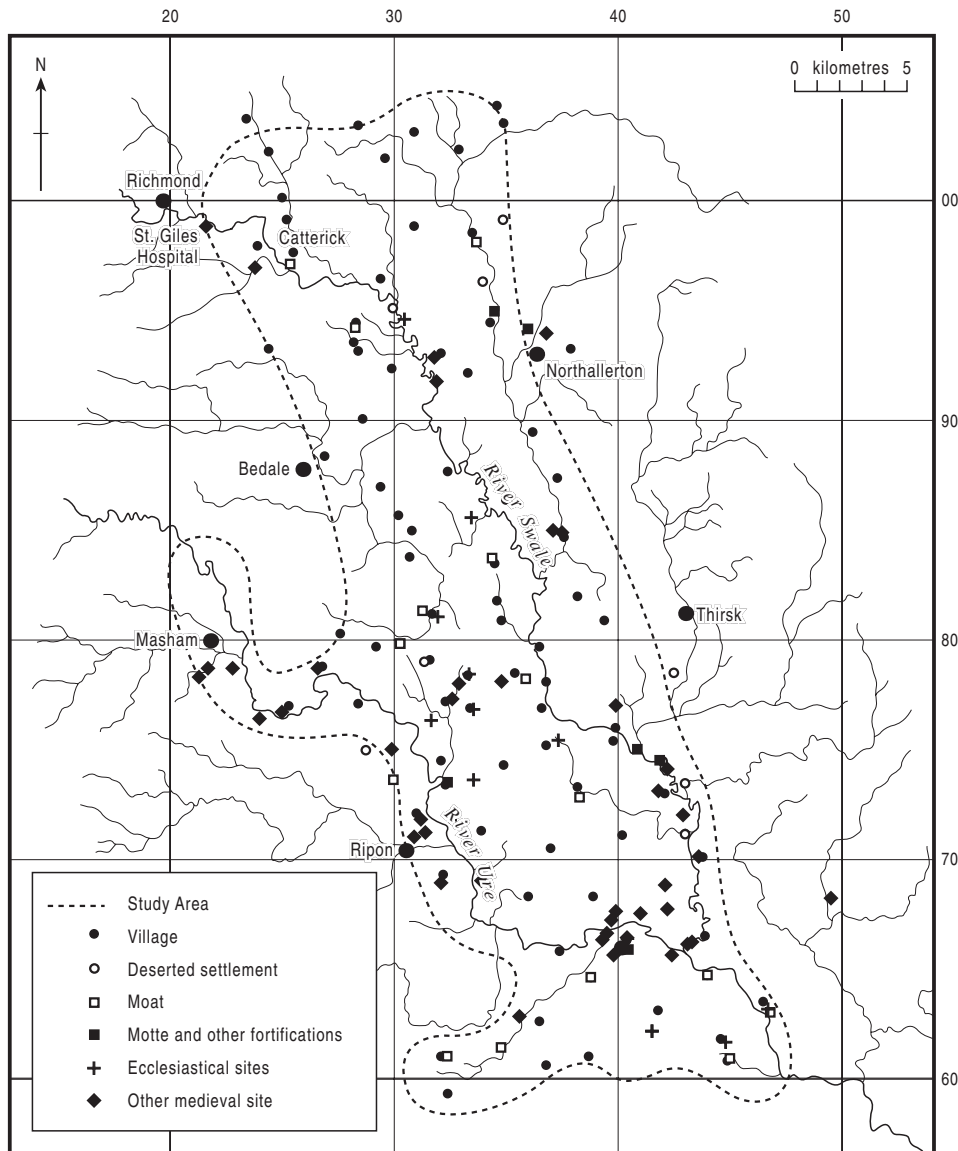 20
30
40
50
N
0 kilometres 5
Richmond
00
St. Giles
Hospital
Catterick
Northallerton
90
Bedale
River Swale
Thirsk
Masham
80
River Ure
Ripon
70
Study Area
Village
Deserted settlement
Moat
Motte and other fortifications
Ecclesiastical sites
Other medieval site
60